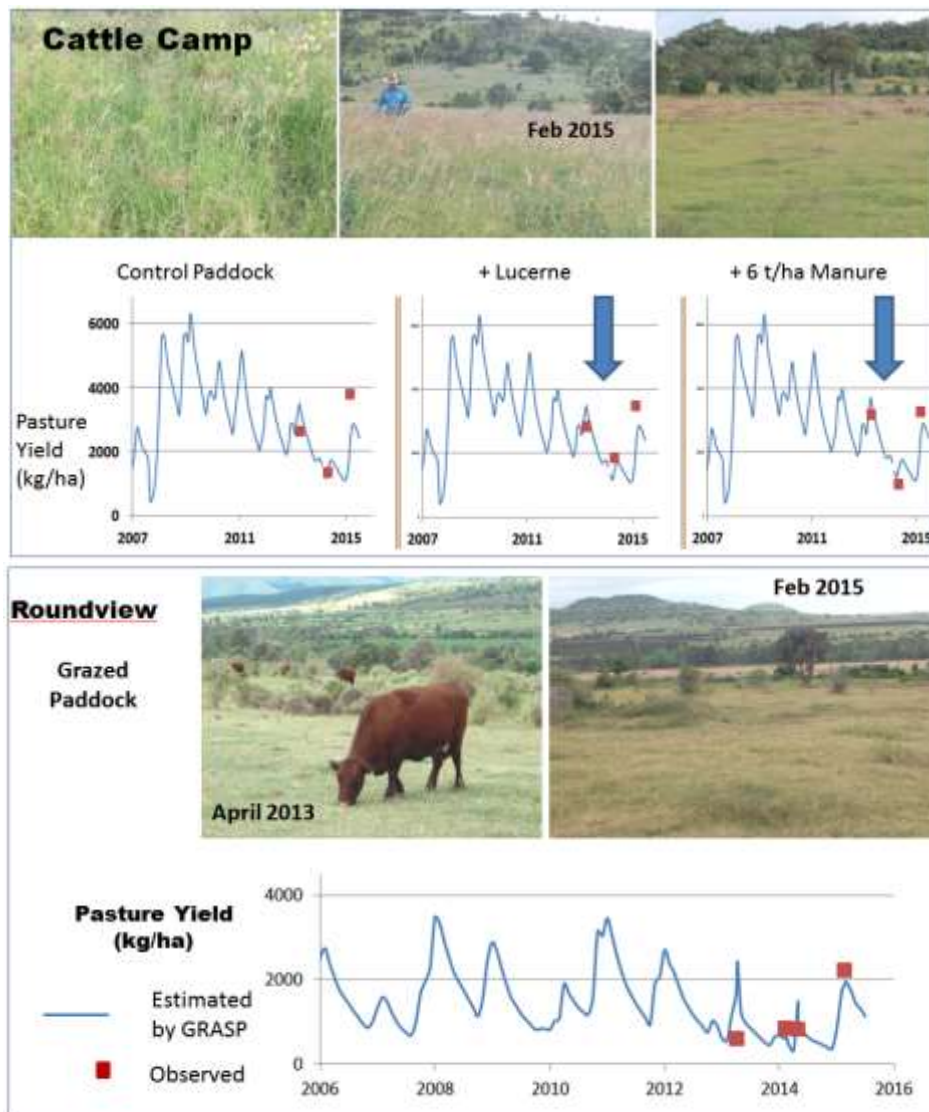 Cattle Camp
Feb 2015
Control Paddock
+ Lucerne
+ 6 t/ha Manure
Pasture
Yield
(kg/ha)
6000
4000
2000
0
2007
2011
2015
2007
2011
2015
2007
2011
2015
Roundview
Grazed
Paddock
April 2013
Feb 2015
Pasture Yield
(kg/ha)
Estimated
by GRASP
Observed
4000
2000
0
2006
2008
2010
2012
2014
2016